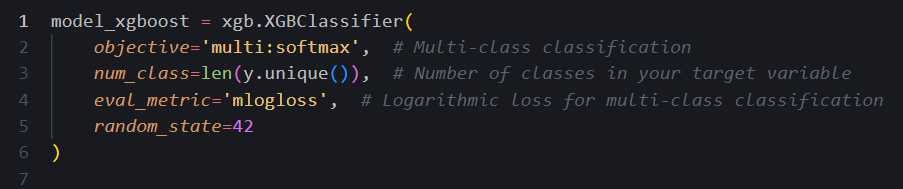 1 model_xgboost = xgb.XGBClassifier(
2     objective='multi:softmax',  # Multi-class classification
3     num_class=len(y.unique()),  # Number of classes in your target variable
4     eval_metric='mlogloss',  # Logarithmic loss for multi-class classification
5     random_state=42
6 )
7